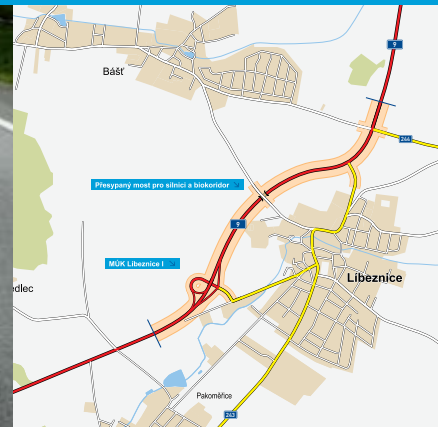 9
Bášť
244
Přesypaný most pro silnici a biokoridor
9
MÚK Líbeznice I
Líbeznice
edlec
Pakoměřice
243